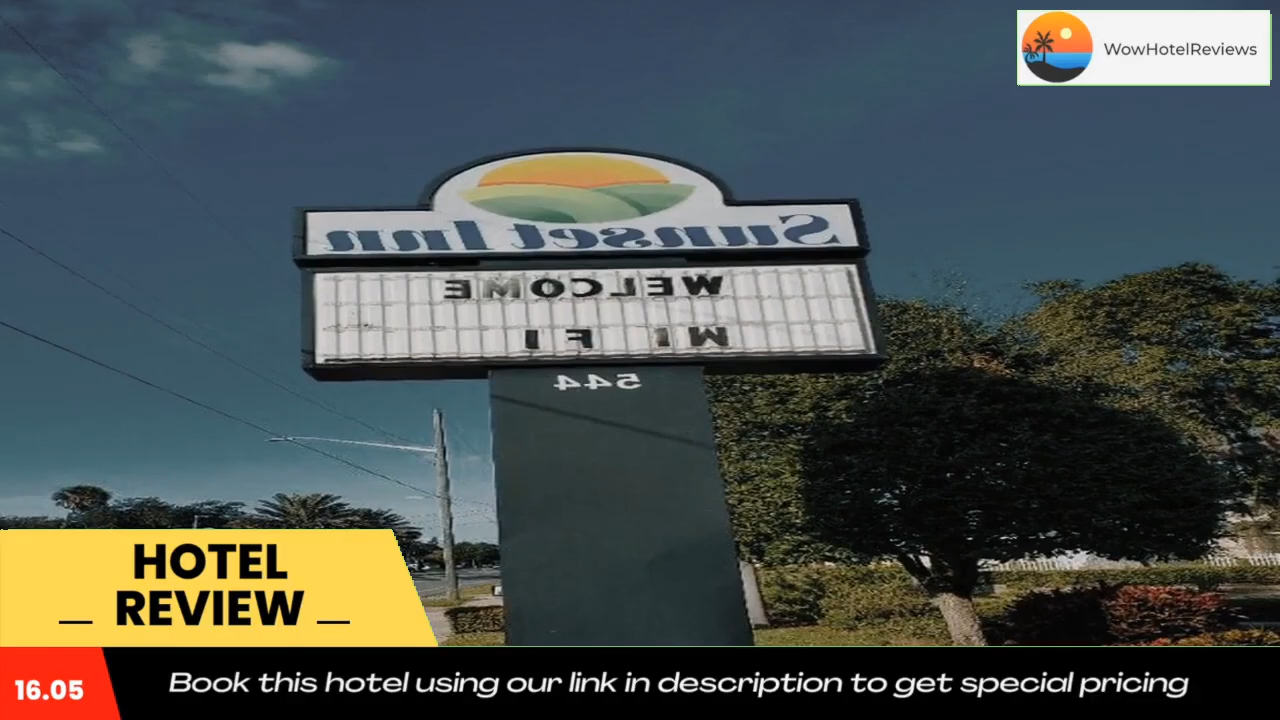 WowHotelReviews
Sunset Inn
WELCOME
WI FI
544
HOTEL
REVIEW
16.05
Book this hotel using our link in description to get special pricing